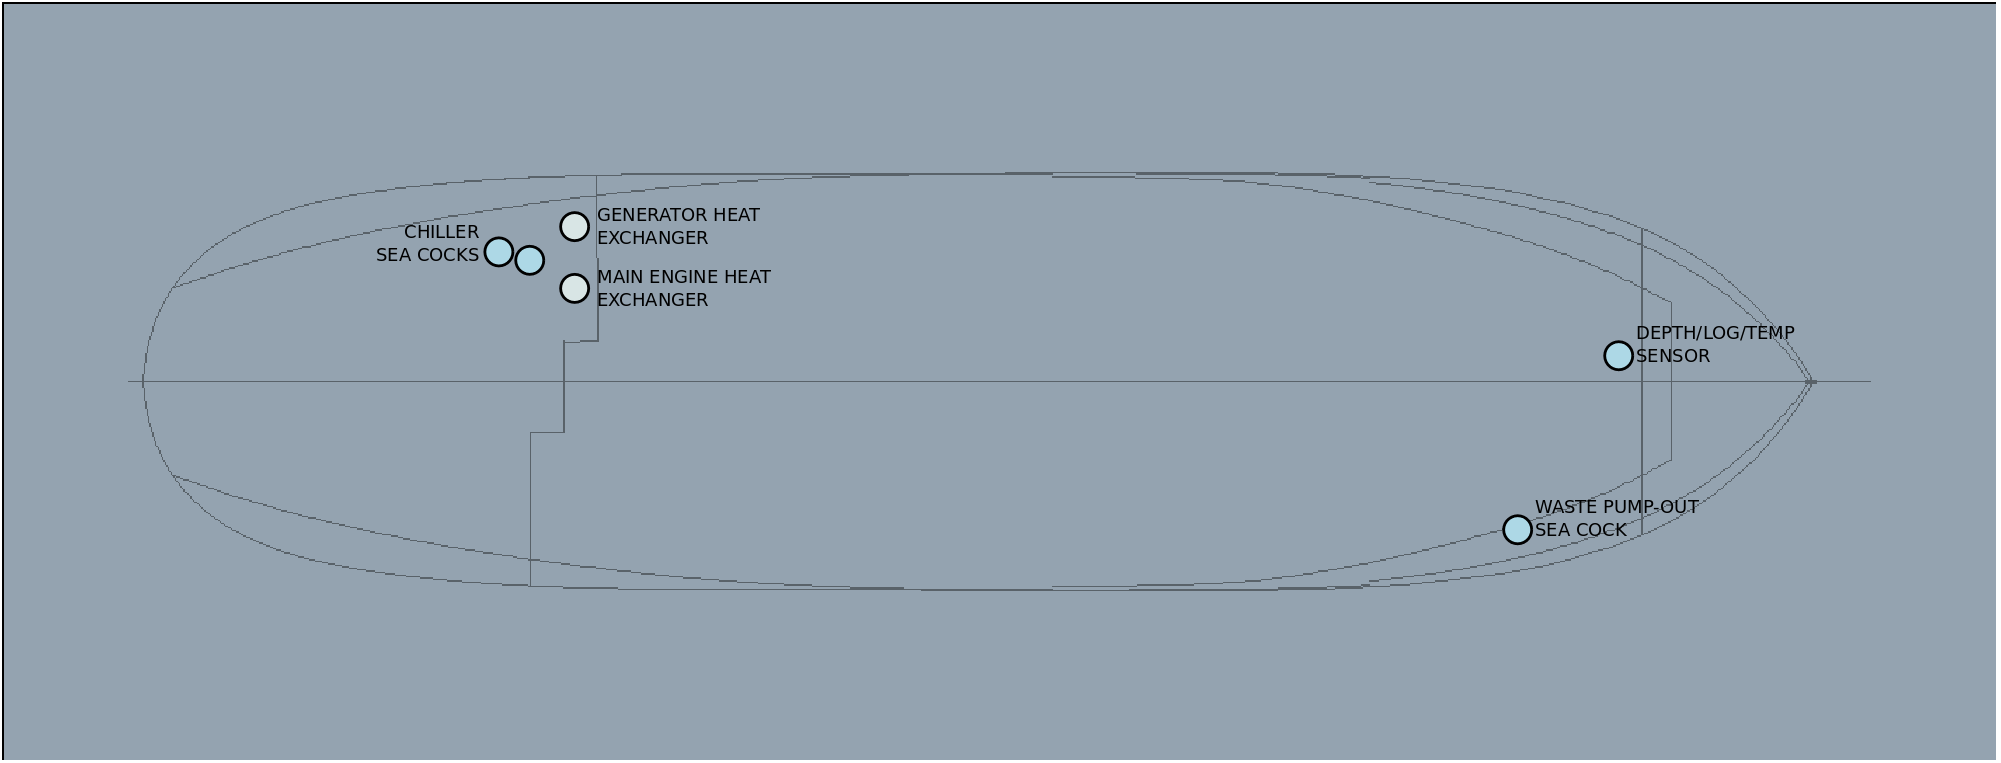 GENERATOR HEAT
EXCHANGER
CHILLER
SEA COCKS
MAIN ENGINE HEAT
EXCHANGER
DEPTH/LOG/TEMP
SENSOR
WASTE PUMP-OUT
SEA COCK